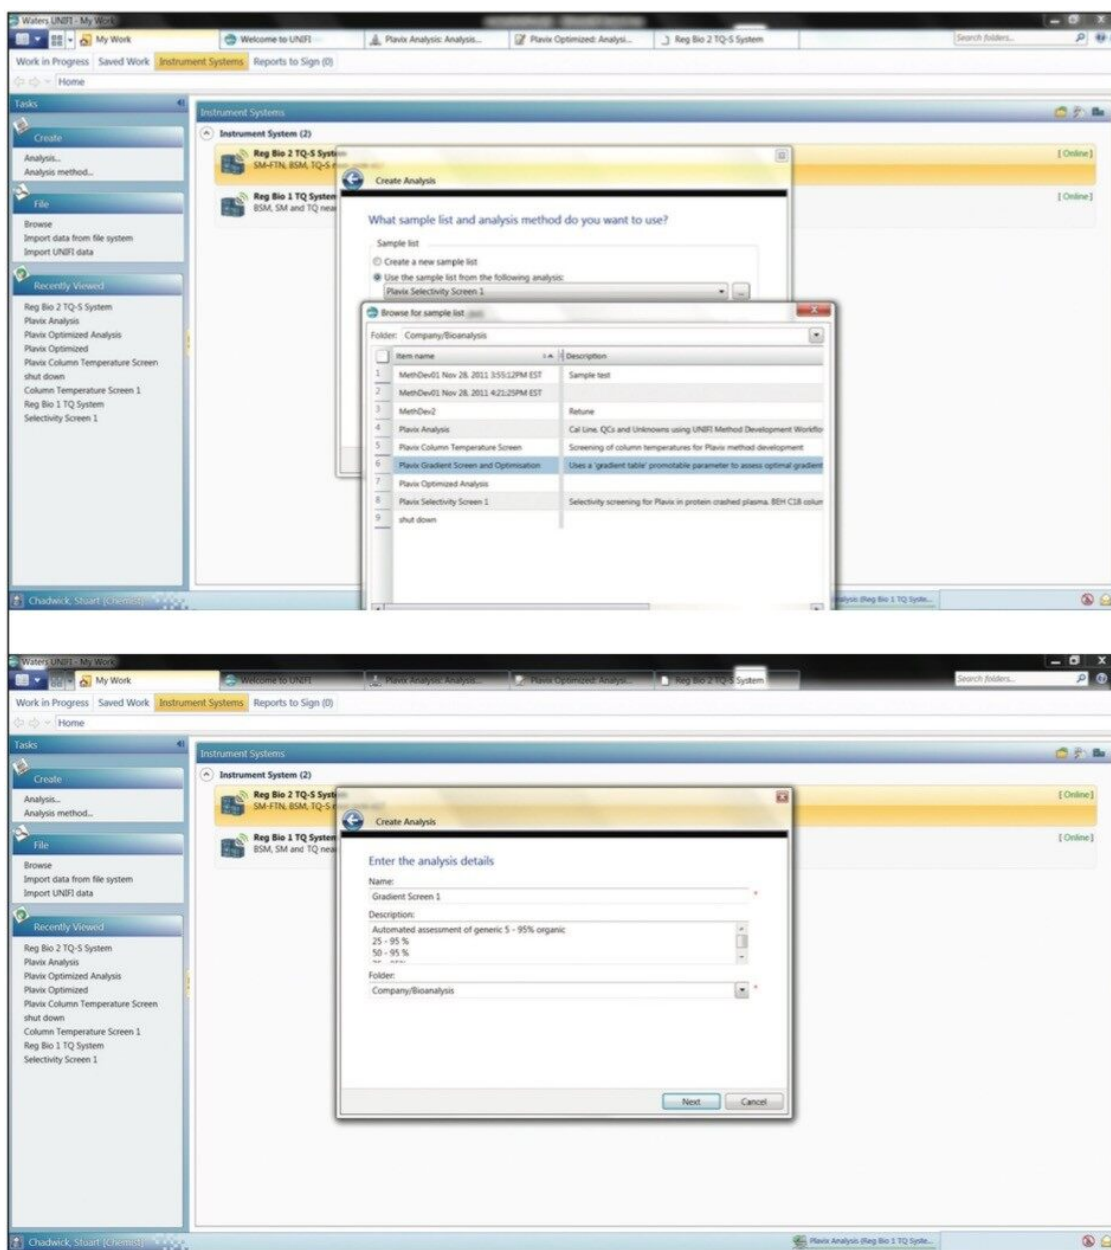 Waters UNIFI - My Work
My Work
Welcome to UNIFI
Plavix Analysis: Analysis...
Plavix Optimized: Analysi...
Reg Bio 2 TQ-S System
Search folders...
Work in Progress Saved Work Instrument Systems Reports to Sign (0)
Home
Tasks
Create
Analysis...
Analysis method...
File
Browse
Import data from file system
Import UNIFI data
Recently Viewed
Reg Bio 2 TQ-S System
Plavix Analysis
Plavix Optimized Analysis
Plavix Optimized
Plavix Column Temperature Screen
shut down
Column Temperature Screen 1
Reg Bio 1 TQ System
Selectivity Screen 1
Instrument Systems
Instrument System (2)
Reg Bio 2 TQ-S System
SM-FTN, BSM, TQ-S
[ Online ]
Reg Bio 1 TQ System
BSM, SM and TQ nea
[ Online ]
Create Analysis
What sample list and analysis method do you want to use?
Sample list
Create a new sample list
Use the sample list from the following analysis:
Plavix Selectivity Screen 1
...
Browse for sample list
Folder: Company/Bioanalysis
Item name Description
1 MethDev01 Nov 28, 2011 3:55:12PM EST Sample test
2 MethDev01 Nov 28, 2011 4:21:25PM EST
3 MethDev2 Retune
4 Plavix Analysis Cal Line, QCs and Unknowns using UNIFI Method Development Workflo
5 Plavix Column Temperature Screen Screening of column temperatures for Plavix method development
6 Plavix Gradient Screen and Optimisation Uses a 'gradient table' promotable parameter to assess optimal gradient
7 Plavix Optimized Analysis
8 Plavix Selectivity Screen 1 Selectivity screening for Plavix in protein crashed plasma. BEH C18 colum
9 shut down
Chadwick, Stuart (Chemist)
nalysis (Reg Bio 1 TQ Syste...
Waters UNIFI - My Work
My Work
Welcome to UNIFI
Plavix Analysis: Analysis...
Plavix Optimized: Analysi...
Reg Bio 2 TQ-S System
Search folders...
Work in Progress Saved Work Instrument Systems Reports to Sign (0)
Home
Tasks
Create
Analysis...
Analysis method...
File
Browse
Import data from file system
Import UNIFI data
Recently Viewed
Reg Bio 2 TQ-S System
Plavix Analysis
Plavix Optimized Analysis
Plavix Optimized
Plavix Column Temperature Screen
shut down
Column Temperature Screen 1
Reg Bio 1 TQ System
Selectivity Screen 1
Instrument Systems
Instrument System (2)
Reg Bio 2 TQ-S Syst
SM-FTN, BSM, TQ-S
[ Online ]
Reg Bio 1 TQ System
BSM, SM and TQ nea
[ Online ]
Create Analysis
Enter the analysis details
Name:
Gradient Screen 1 *
Description:
Automated assessment of generic 5 - 95% organic
25 - 95 %
50 - 95 %
Folder:
Company/Bioanalysis *
Next Cancel
Chadwick, Stuart (Chemist)
Plavix Analysis (Reg Bio 1 TQ Syste...